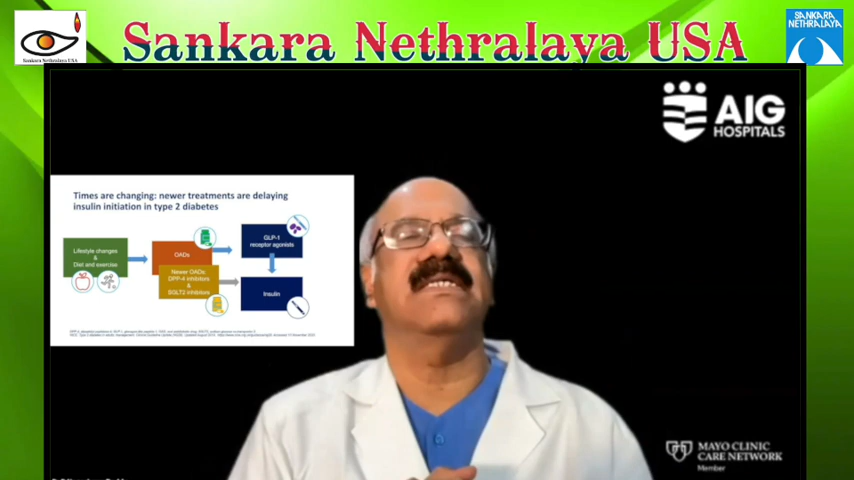 Sankara Nethralaya USA
Sankara Nethralaya USA
SANKARA
NETHRALAYA
AIG
HOSPITALS
Times are changing: newer treatments are delaying
insulin initiation in type 2 diabetes
Lifestyle changes
&
Diet and exercise
OADs
Newer OADs:
DPP-4 inhibitors
&
SGLT2 inhibitors
GLP-1
receptor agonists
Insulin
MAYO CLINIC
CARE NETWORK
Member